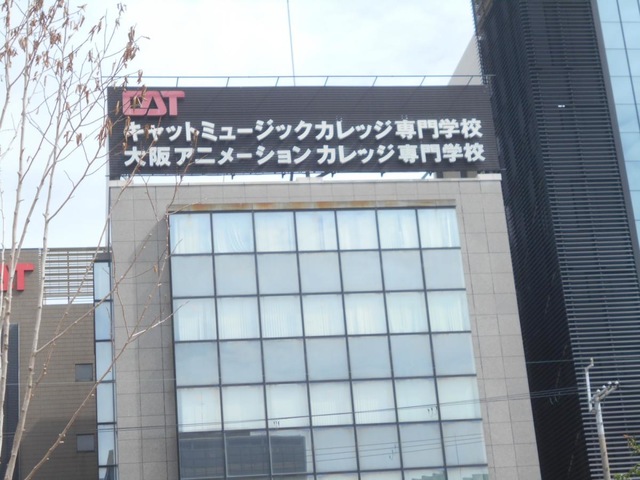 CAT
キャットミュージックカレッジ専門学校
大阪アニメーションカレッジ専門学校